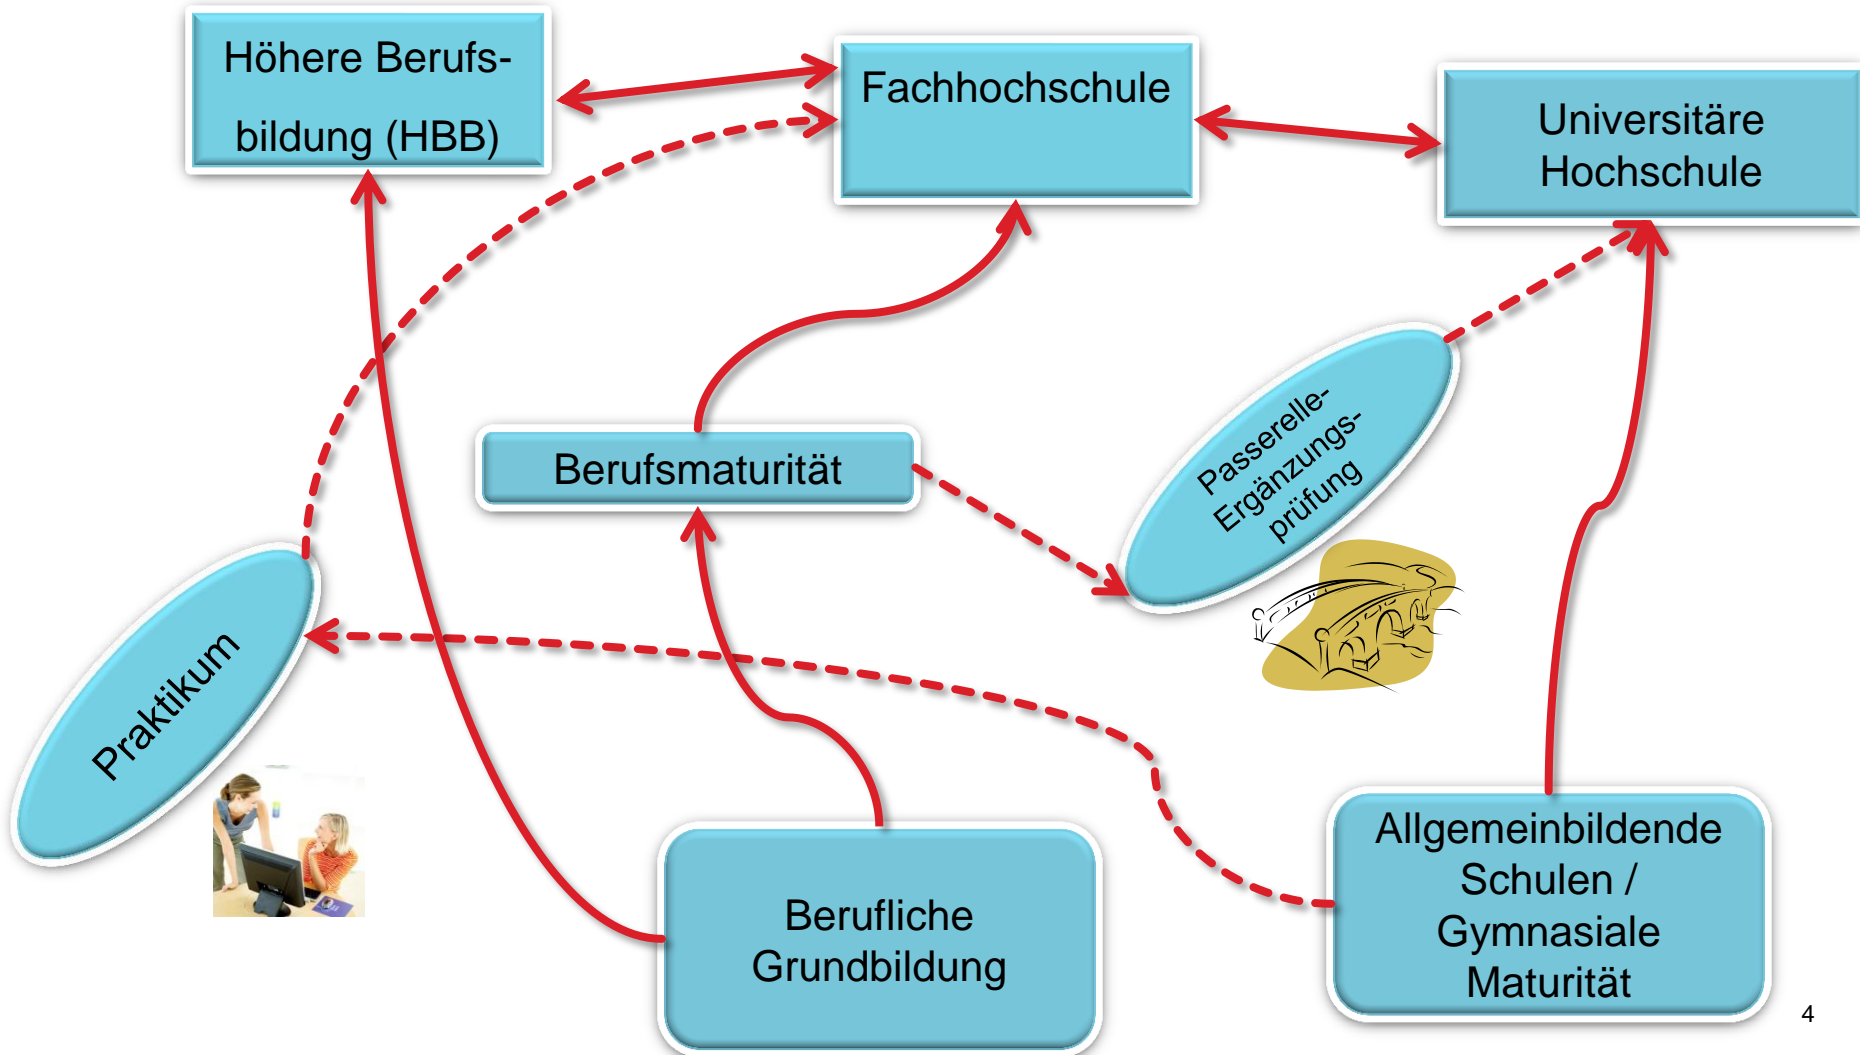 Höhere Berufs-
bildung (HBB)
Fachhochschule
Universitäre
Hochschule
Berufsmaturität
Passerelle-
Ergänzungs-
prüfung
Praktikum
Berufliche
Grundbildung
Allgemeinbildende
Schulen /
Gymnasiale
Maturität
4